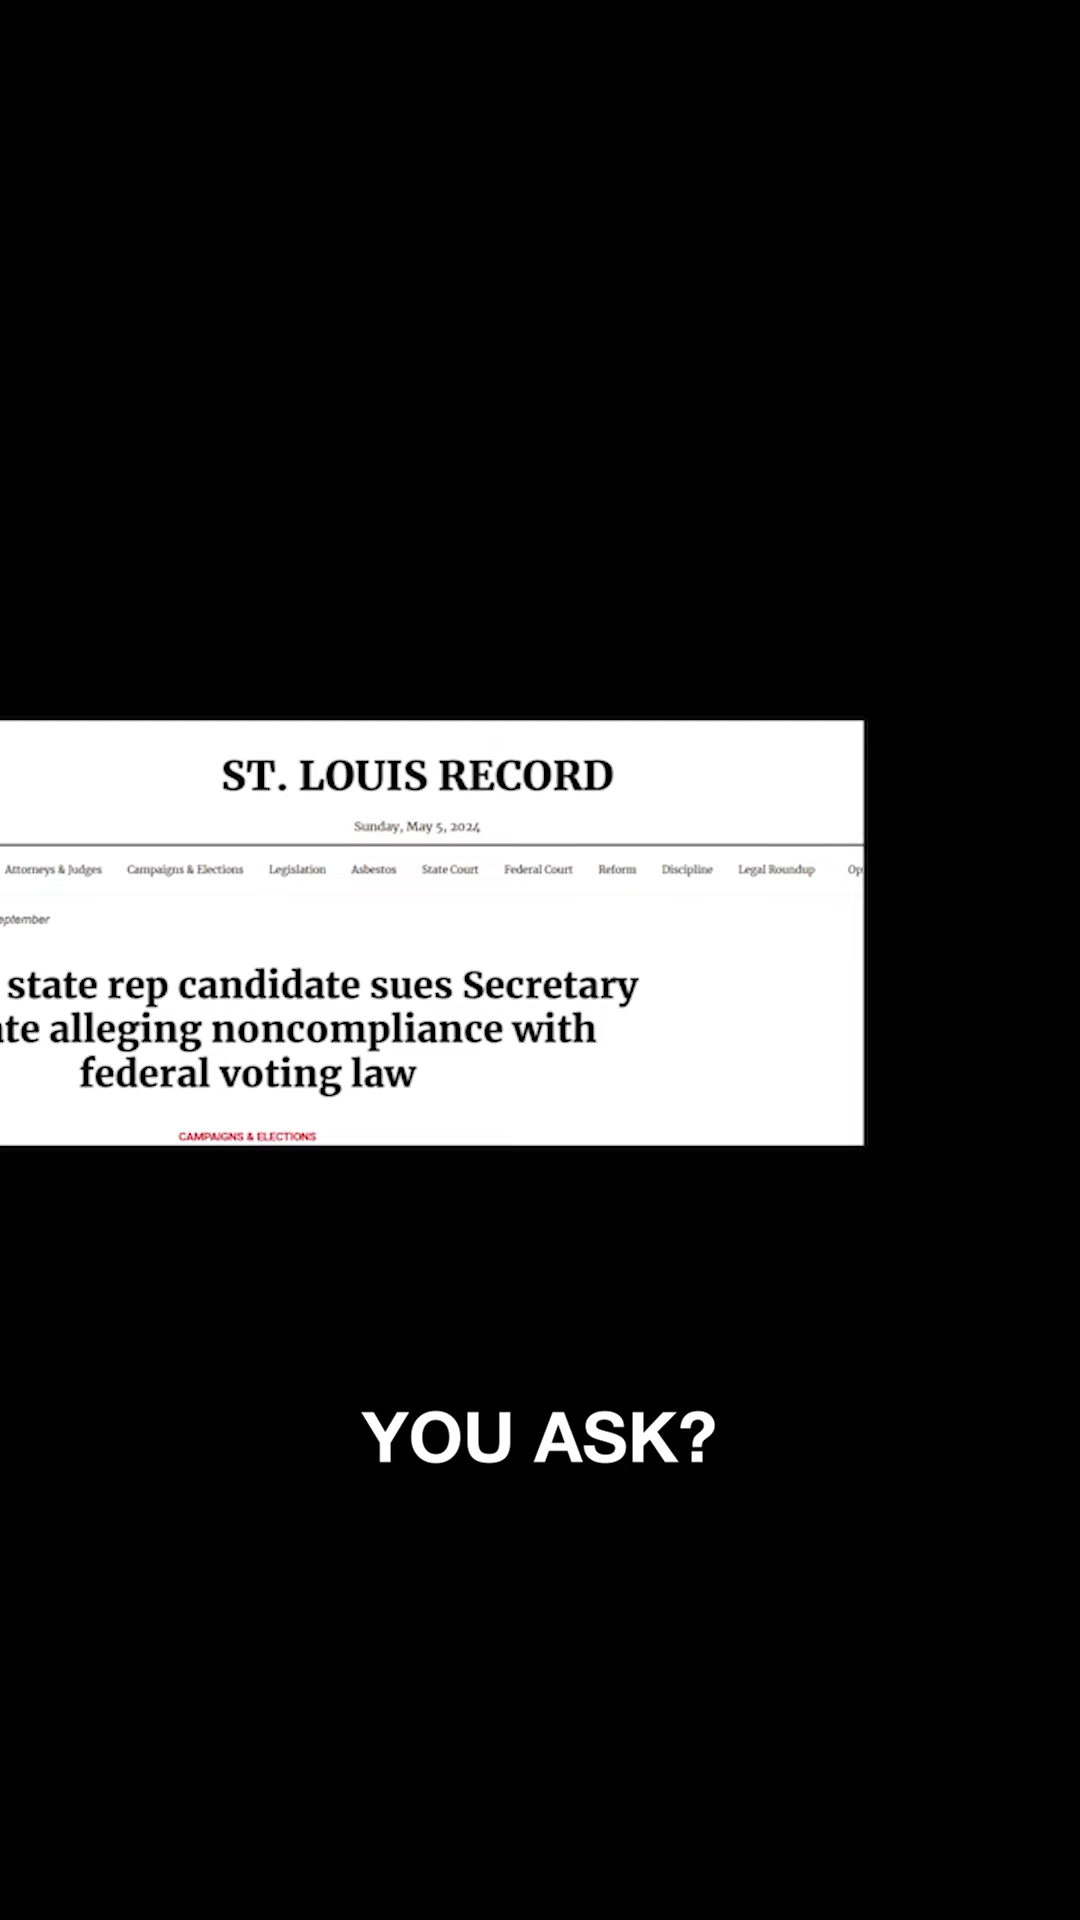 ST. LOUIS RECORD
Sunday, May 5, 2024
Attorneys & Judges Campaigns & Elections Legislation Asbestos State Court Federal Court Reform Discipline Legal Roundup Op
eptember
state rep candidate sues Secretary
te alleging noncompliance with
federal voting law
CAMPAIGNS & ELECTIONS
YOU ASK?